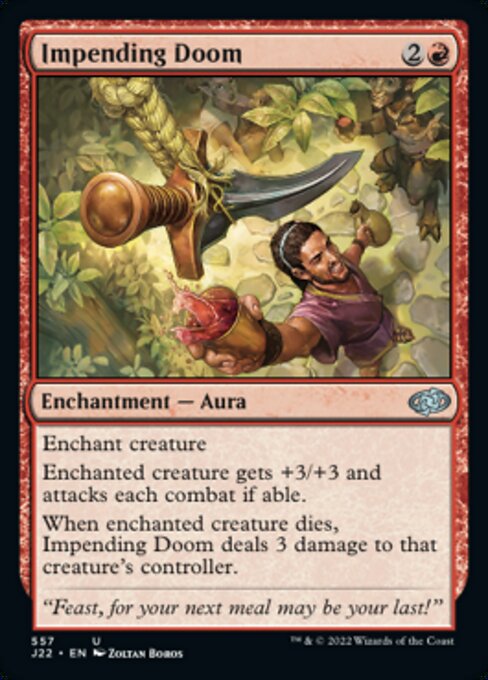 Impending Doom 2
Enchantment — Aura
Enchant creature
Enchanted creature gets +3/+3 and
attacks each combat if able.
When enchanted creature dies,
Impending Doom deals 3 damage to that
creature's controller.
"Feast, for your next meal may be your last!"
557 U
J22 • EN Zoltan Boros
™ & © 2022 Wizards of the Coast